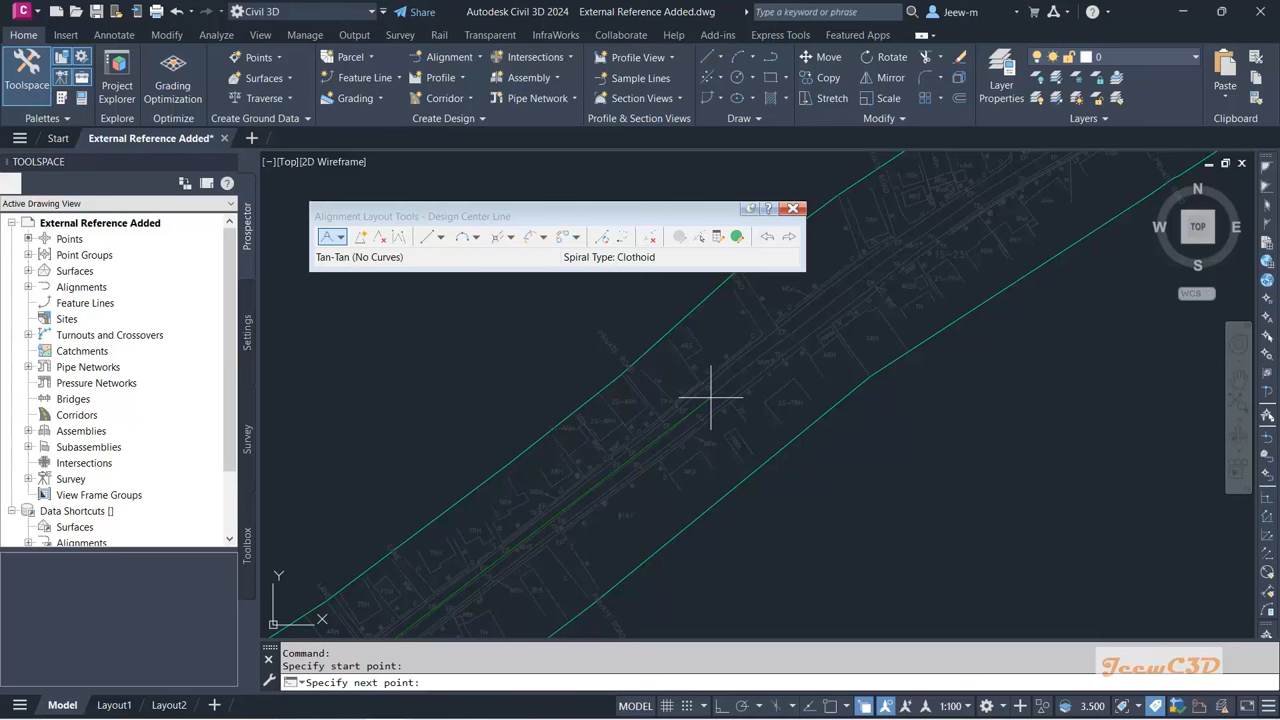 C
Civil 3D
Share
Autodesk Civil 3D 2024
External Reference Added.dwg
Type a keyword or phrase
Jeew-m
?
Home
Insert
Annotate
Modify
Analyze
View
Manage
Output
Survey
Rail
Transparent
InfraWorks
Collaborate
Help
Add-ins
Express Tools
Featured Apps
Toolspace
Project
Explorer
Grading
Optimization
Points
Surfaces
Traverse
Parcel
Feature Line
Grading
Alignment
Profile
Corridor
Intersections
Assembly
Pipe Network
Profile View
Sample Lines
Section Views
Move
Copy
Stretch
Rotate
Mirror
Scale
Layer
Properties
0
Paste
Palettes
Explore
Optimize
Create Ground Data
Create Design
Profile & Section Views
Draw
Modify
Layers
Clipboard
Start
External Reference Added*
TOOLSPACE
Active Drawing View
External Reference Added
Points
Point Groups
Surfaces
Alignments
Feature Lines
Sites
Turnouts and Crossovers
Catchments
Pipe Networks
Pressure Networks
Bridges
Corridors
Assemblies
Subassemblies
Intersections
Survey
View Frame Groups
Data Shortcuts []
Surfaces
Alignments
Prospector
Settings
Survey
Toolbox
[−][Top][2D Wireframe]
Alignment Layout Tools - Design Center Line
Tan-Tan (No Curves)
Spiral Type: Clothoid
N
W
TOP
E
S
WCS
Y
X
Command:
Specify start point:
Specify next point:
JeewC3D
Model
Layout1
Layout2
MODEL
1:100
3.500